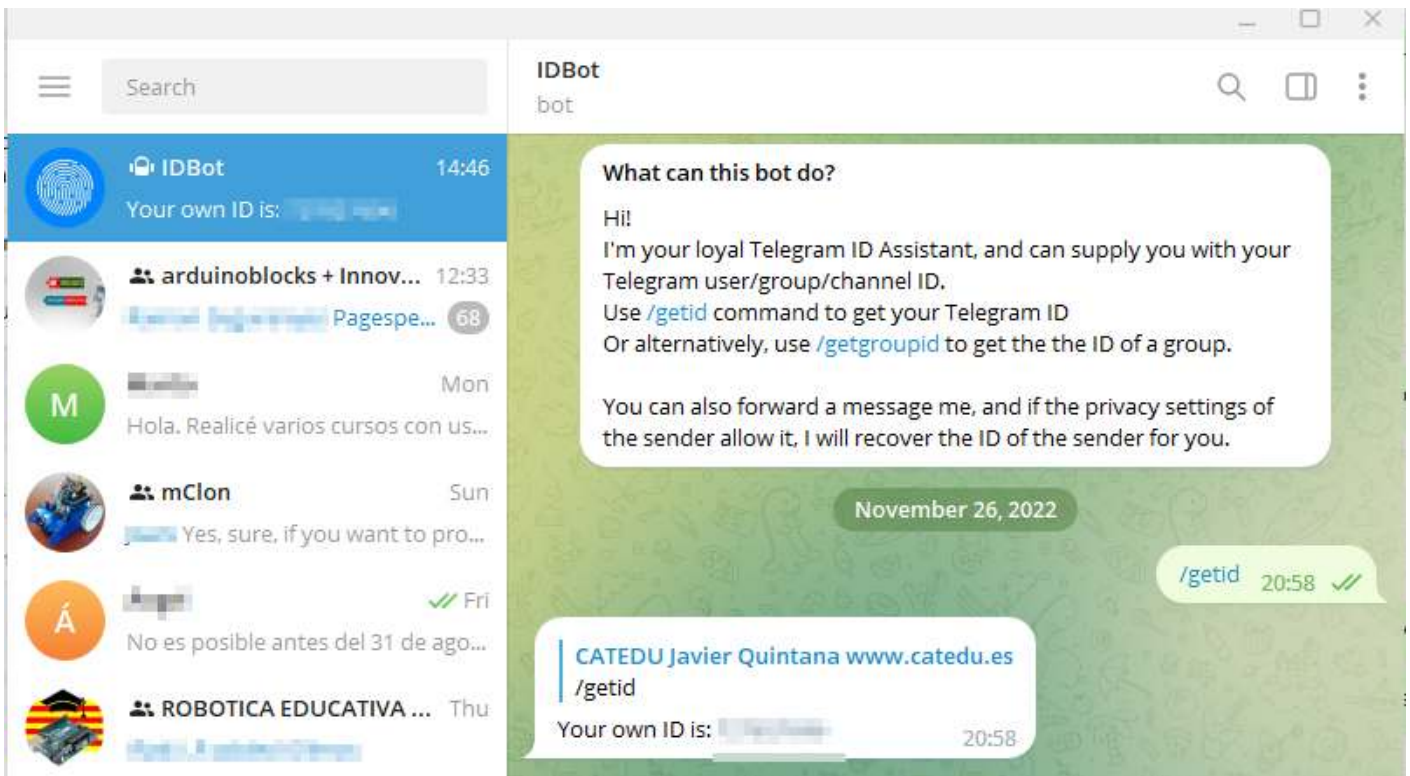 Search
IDBot
14:46
Your own ID is:
arduinoblocks + Innov...
12:33
Pagespe...
68
M
Mon
Hola. Realicé varios cursos con us...
mClon
Sun
Yes, sure, if you want to pro...
Á
Fri
No es posible antes del 31 de ago...
ROBOTICA EDUCATIVA ...
Thu
IDBot
bot
What can this bot do?
Hi!
I'm your loyal Telegram ID Assistant, and can supply you with your
Telegram user/group/channel ID.
Use /getid command to get your Telegram ID
Or alternatively, use /getgroupid to get the the ID of a group.
You can also forward a message me, and if the privacy settings of
the sender allow it, I will recover the ID of the sender for you.
November 26, 2022
/getid 20:58
CATEDU Javier Quintana www.catedu.es
/getid
Your own ID is:
20:58